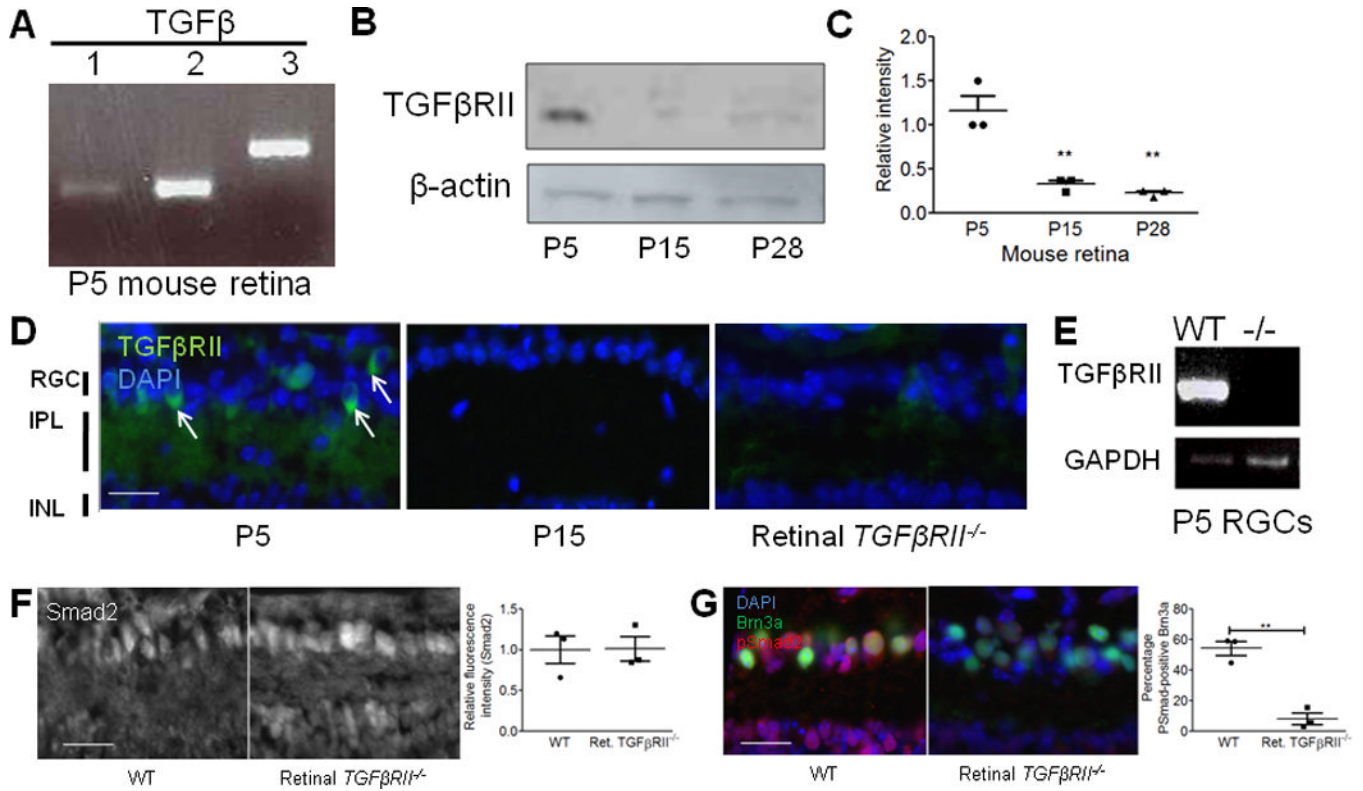 A
TGFβ
1 2 3
P5 mouse retina
B
TGFβRII
β-actin
P5 P15 P28
C
Relative intensity
2.0
1.5
1.0
0.5
0.0
** **
P5 P15 P28
Mouse retina
D
TGFβRII
DAPI
RGC
IPL
INL
P5 P15 Retinal TGFβRII-/-
E
WT -/-
TGFβRII
GAPDH
P5 RGCs
F
Smad2
WT Retinal TGFβRII-/-
Relative fluorescence
intensity (Smad2)
1.5
1.0
0.5
0.0
WT Ret. TGFβRII-/-
G
DAPI
Brn3a
pSmad2
WT Retinal TGFβRII-/-
Percentage
PSmad-positive Brn3a
80
60
40
20
0
**
WT Ret. TGFβRII-/-